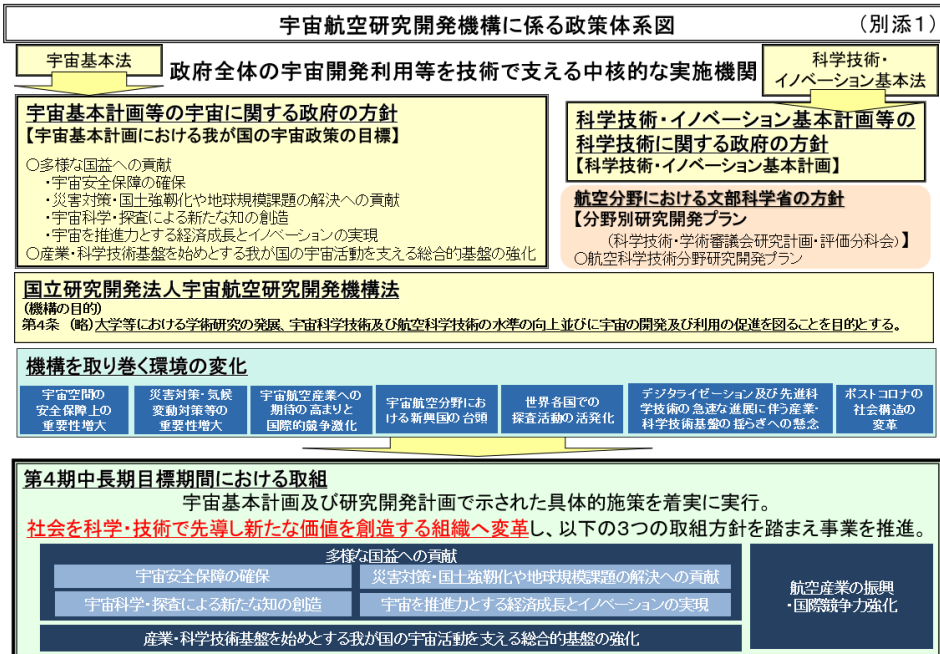 宇宙航空研究開発機構に係る政策体系図
(別添1)
宇宙基本法
政府全体の宇宙開発利用等を技術で支える中核的な実施機関
科学技術・
イノベーション基本法
宇宙基本計画等の宇宙に関する政府の方針
【宇宙基本計画における我が国の宇宙政策の目標】
○多様な国益への貢献
・宇宙安全保障の確保
・災害対策・国土強靱化や地球規模課題の解決への貢献
・宇宙科学・探査による新たな知の創造
・宇宙を推進力とする経済成長とイノベーションの実現
○産業・科学技術基盤を始めとする我が国の宇宙活動を支える総合的基盤の強化
科学技術・イノベーション基本計画等の
科学技術に関する政府の方針
【科学技術・イノベーション基本計画】
航空分野における文部科学省の方針
【分野別研究開発プラン
(科学技術・学術審議会研究計画・評価分科会)】
○航空科学技術分野研究開発プラン
国立研究開発法人宇宙航空研究開発機構法
(機構の目的)
第4条 (略)大学等における学術研究の発展、宇宙科学技術及び航空科学技術の水準の向上並びに宇宙の開発及び利用の促進を図ることを目的とする。
機構を取り巻く環境の変化
宇宙空間の
安全保障上の
重要性増大
災害対策・気候
変動対策等の
重要性増大
宇宙航空産業への
期待の高まりと
国際的競争激化
宇宙航空分野にお
ける新興国の台頭
世界各国での
探査活動の活発化
デジタライゼーション及び先進科
学技術の急速な進展に伴う産業・
科学技術基盤の揺らぎへの懸念
ポストコロナの
社会構造の
変革
第4期中長期目標期間における取組
宇宙基本計画及び研究開発計画で示された具体的施策を着実に実行。
社会を科学・技術で先導し新たな価値を創造する組織へ変革し、以下の3つの取組方針を踏まえ事業を推進。
多様な国益への貢献
宇宙安全保障の確保
災害対策・国土強靱化や地球規模課題の解決への貢献
宇宙科学・探査による新たな知の創造
宇宙を推進力とする経済成長とイノベーションの実現
産業・科学技術基盤を始めとする我が国の宇宙活動を支える総合的基盤の強化
航空産業の振興
・国際競争力強化